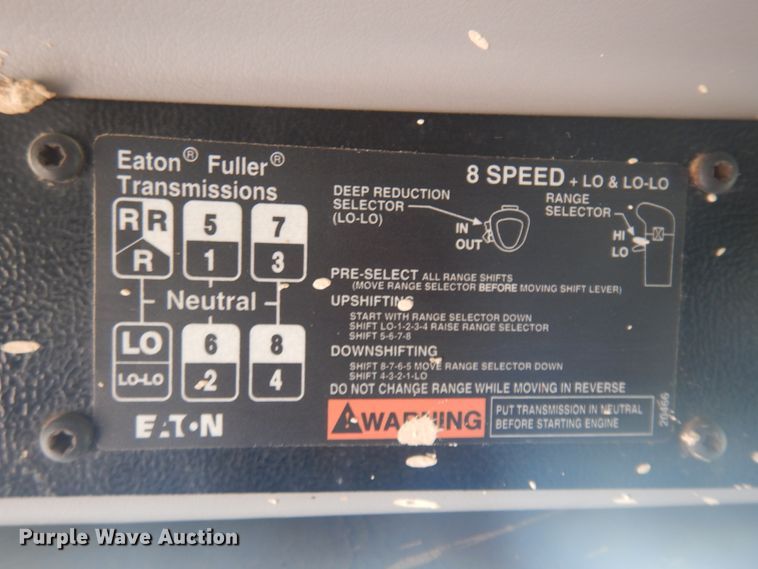 Eaton® Fuller®
Transmissions
8 SPEED + LO & LO-LO
DEEP REDUCTION
SELECTOR
(LO-LO)
IN
OUT
RANGE
SELECTOR
HI
LO
R R 5 7
R 1 3
Neutral
LO 6 8
LO-LO 2 4
PRE-SELECT ALL RANGE SHIFTS
(MOVE RANGE SELECTOR BEFORE MOVING SHIFT LEVER)
UPSHIFTING
START WITH RANGE SELECTOR DOWN
SHIFT LO-1-2-3-4 RAISE RANGE SELECTOR
SHIFT 5-6-7-8
DOWNSHIFTING
SHIFT 8-7-6-5 MOVE RANGE SELECTOR DOWN
SHIFT 4-3-2-1-LO
DO NOT CHANGE RANGE WHILE MOVING IN REVERSE
WARNING
PUT TRANSMISSION IN NEUTRAL
BEFORE STARTING ENGINE
20466
EATON
Purple Wave Auction